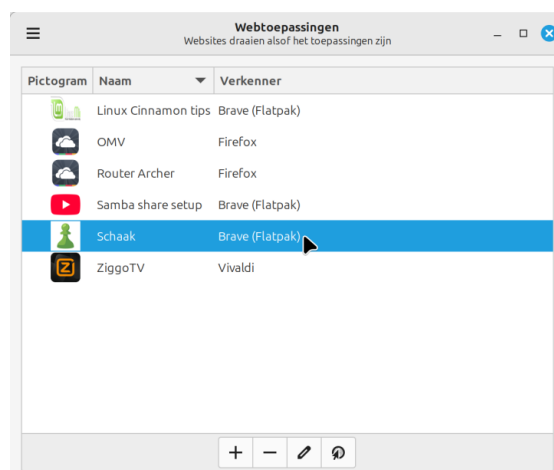 Webtoepassingen
Websites draaien alsof het toepassingen zijn
Pictogram Naam Verkenner
Linux Cinnamon tips Brave (Flatpak)
OMV Firefox
Router Archer Firefox
Samba share setup Brave (Flatpak)
Schaak Brave (Flatpak)
Z ZiggoTV Vivaldi